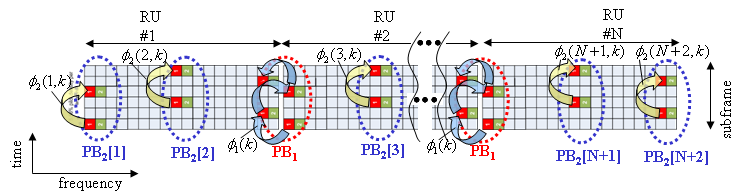 RU
#1
RU
#2
RU
#N
ϕ₂(1,k)
ϕ₂(2,k)
ϕ₂(3,k)
ϕ₂(N+1,k)
ϕ₂(N+2,k)
ϕ₁(k)
ϕ₁(k)
subframe
PB₂[1]
PB₂[2]
PB₁
PB₂[3]
PB₁
PB₂[N+1]
PB₂[N+2]
time
frequency